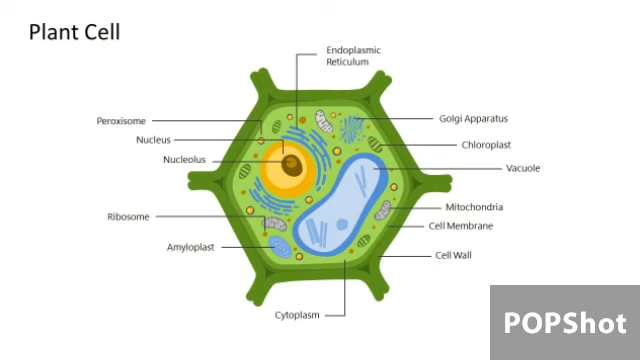 Plant Cell
Endoplasmic
Reticulum
Peroxisome
Golgi Apparatus
Nucleus
Chloroplast
Nucleolus
Vacuole
Mitochondria
Ribosome
Cell Membrane
Amyloplast
Cell Wall
Cytoplasm
POPShot